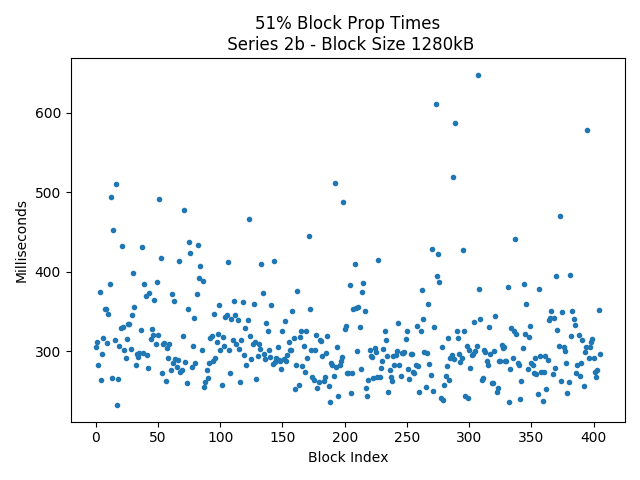 51% Block Prop Times
Series 2b - Block Size 1280kB
600
500
400
300
Milliseconds
0 50 100 150 200 250 300 350 400
Block Index